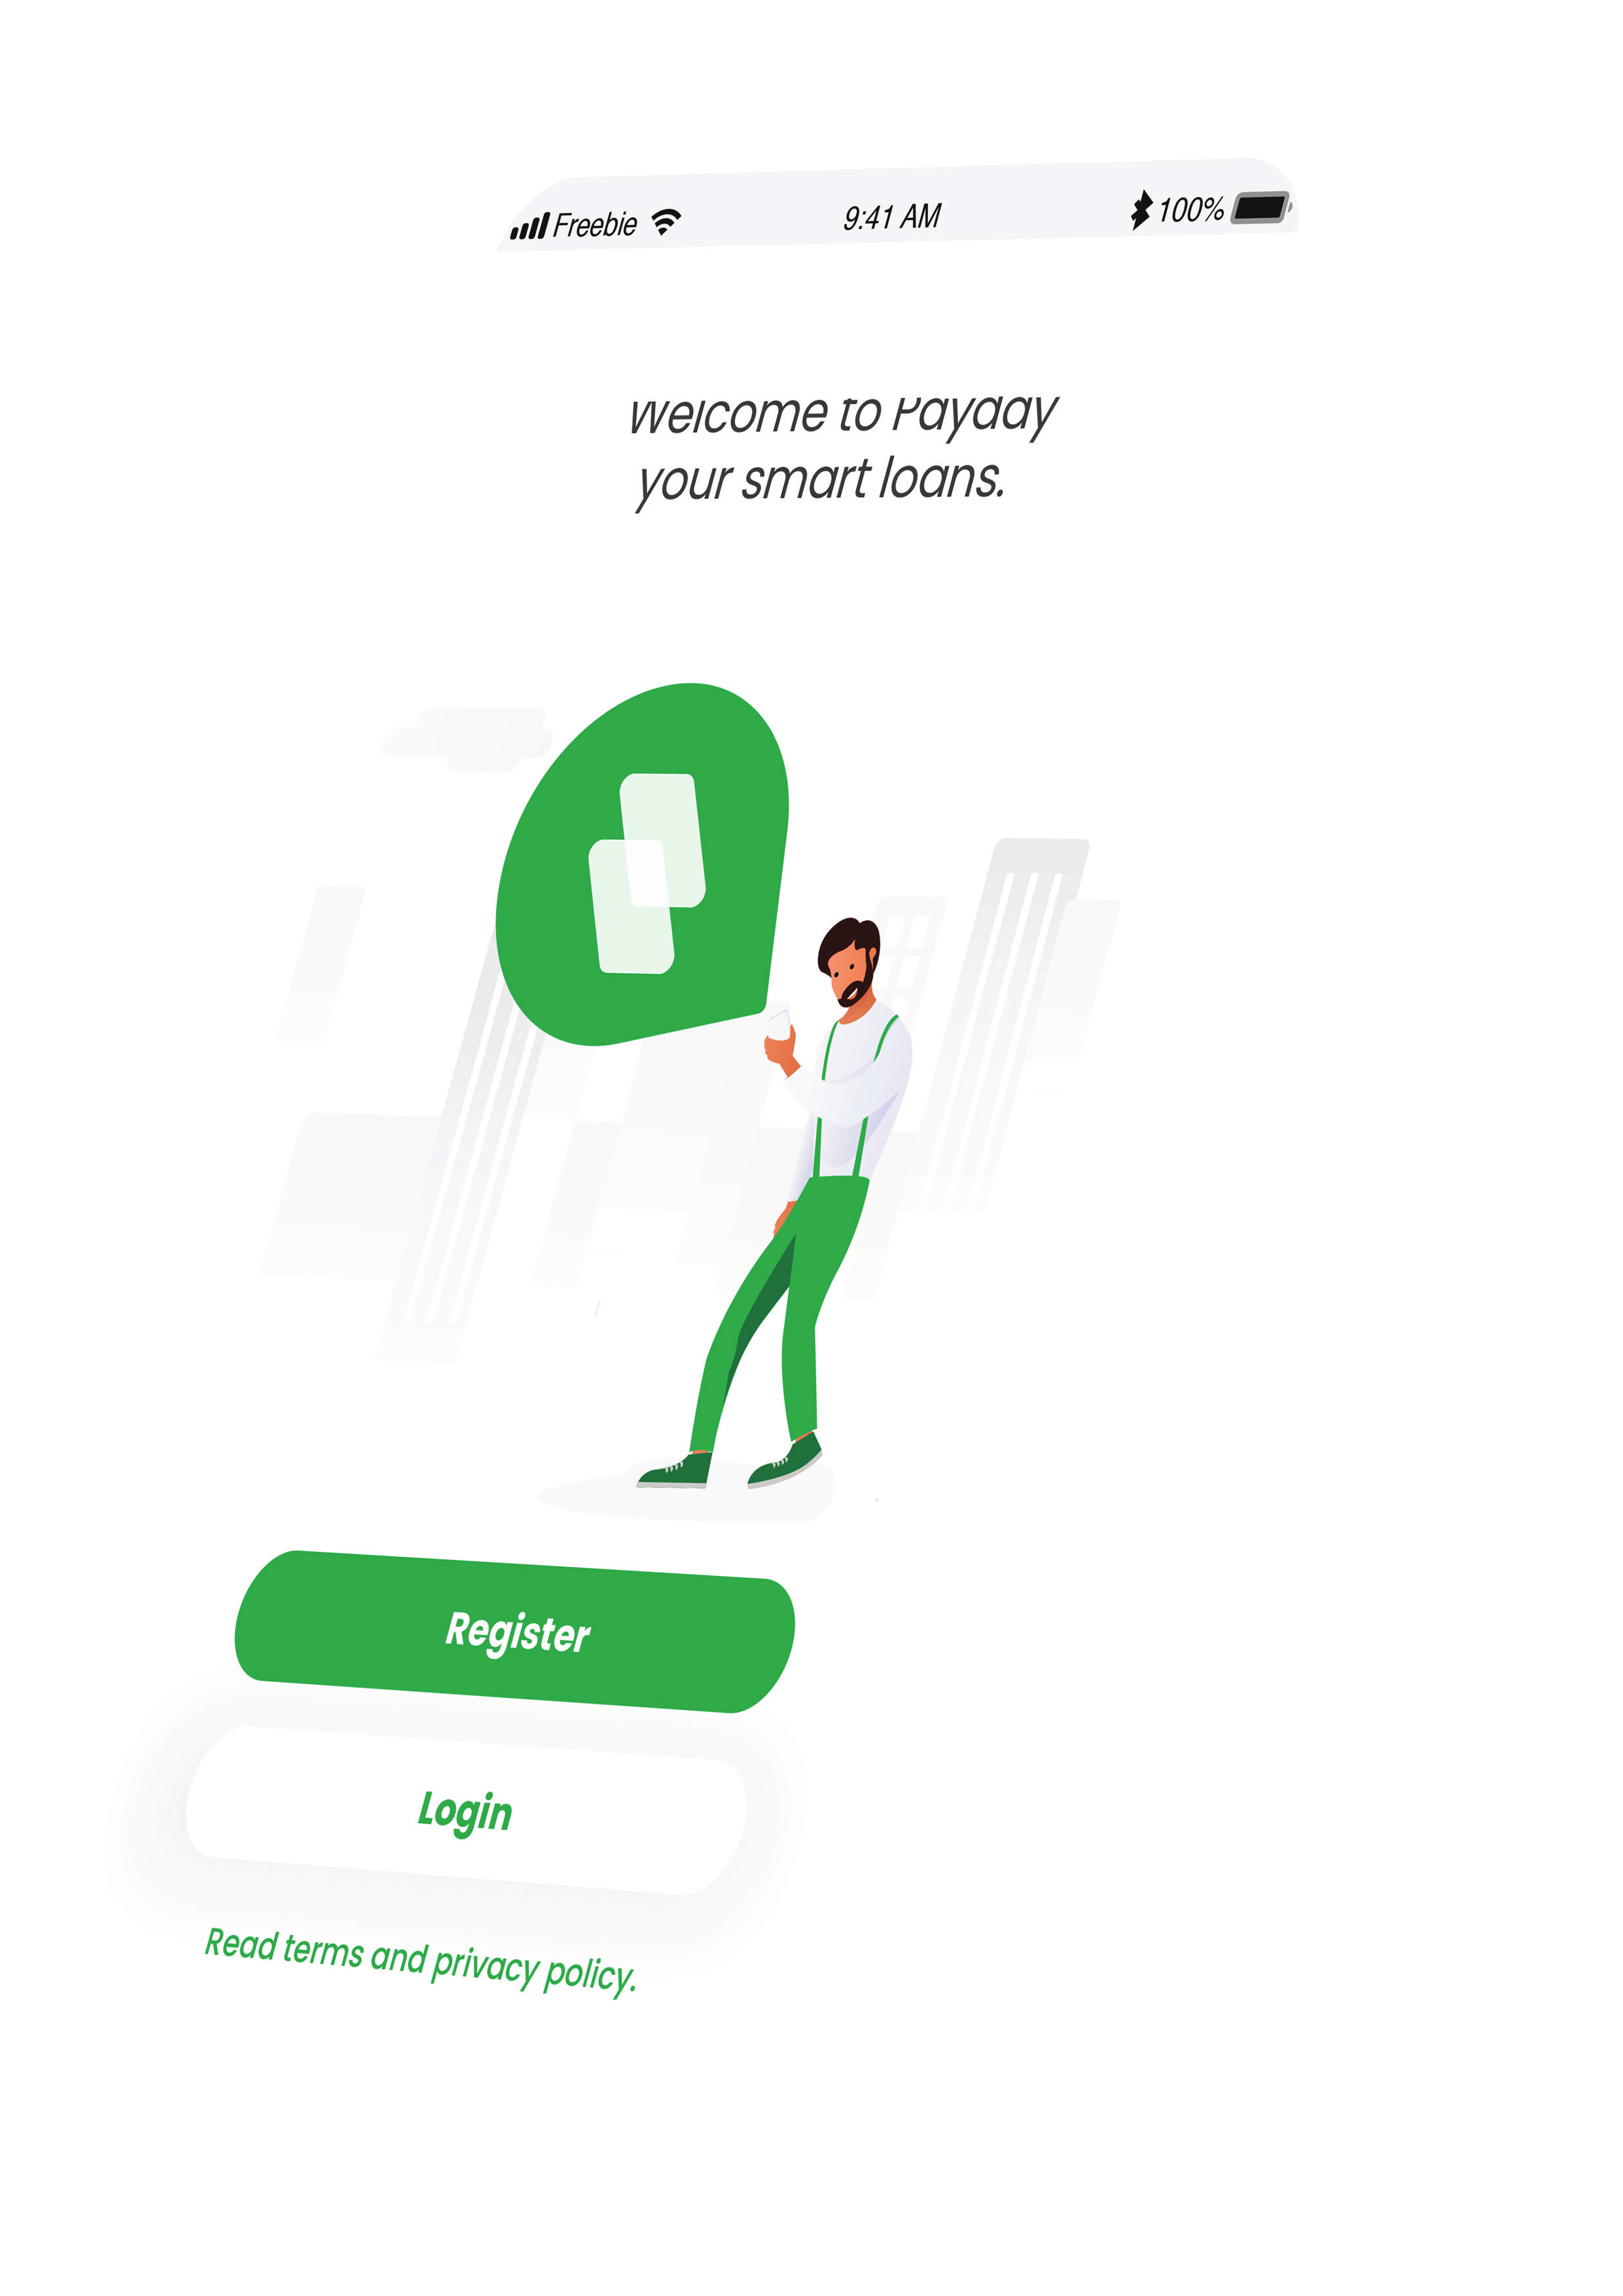 Freebie 9:41 AM 100%
Welcome to Payday
your smart loans.
Register
Login
Read terms and privacy policy.